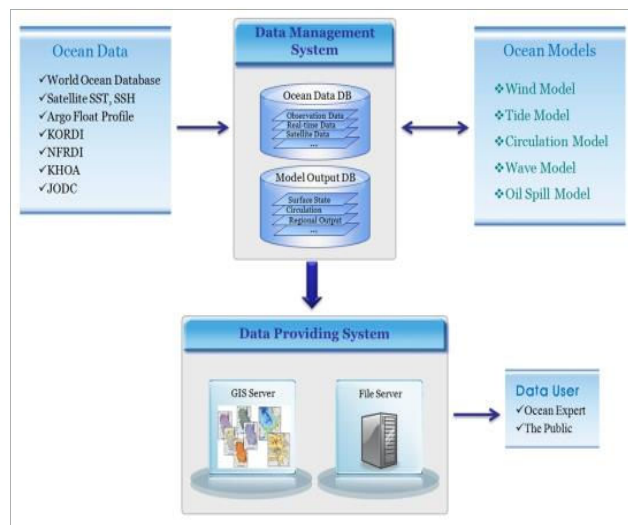 Ocean Data
✓World Ocean Database
✓Satellite SST, SSH
✓Argo Float Profile
✓KORDI
✓NFRDI
✓KHOA
✓JODC
Data Management
System
Ocean Data DB
Observation Data
Real-time Data
Satellite Data
...
Model Output DB
Surface State
Circulation
Regional Output
...
Ocean Models
❖Wind Model
❖Tide Model
❖Circulation Model
❖Wave Model
❖Oil Spill Model
Data Providing System
GIS Server
File Server
Data User
✓Ocean Expert
✓The Public